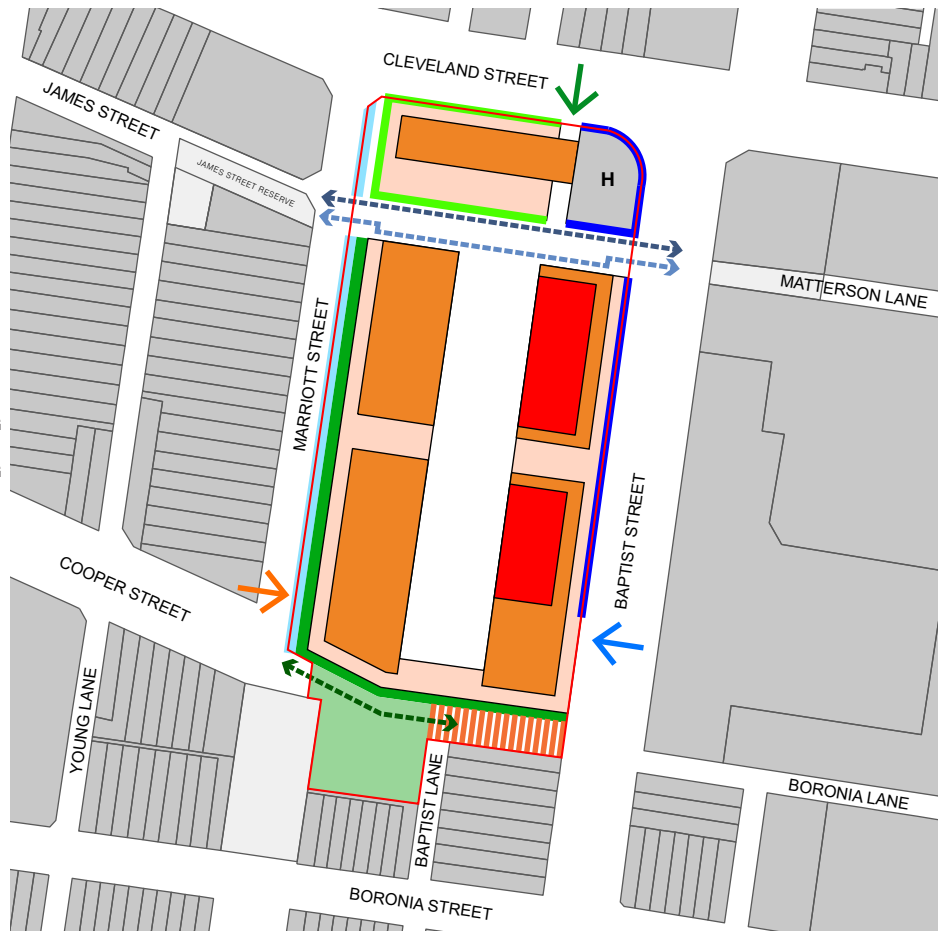 CLEVELAND STREET
JAMES STREET
JAMES STREET RESERVE
H
MATTERSON LANE
MARRIOTT STREET
BAPTIST STREET
COOPER STREET
YOUNG LANE
BAPTIST LANE
BORONIA LANE
BORONIA STREET